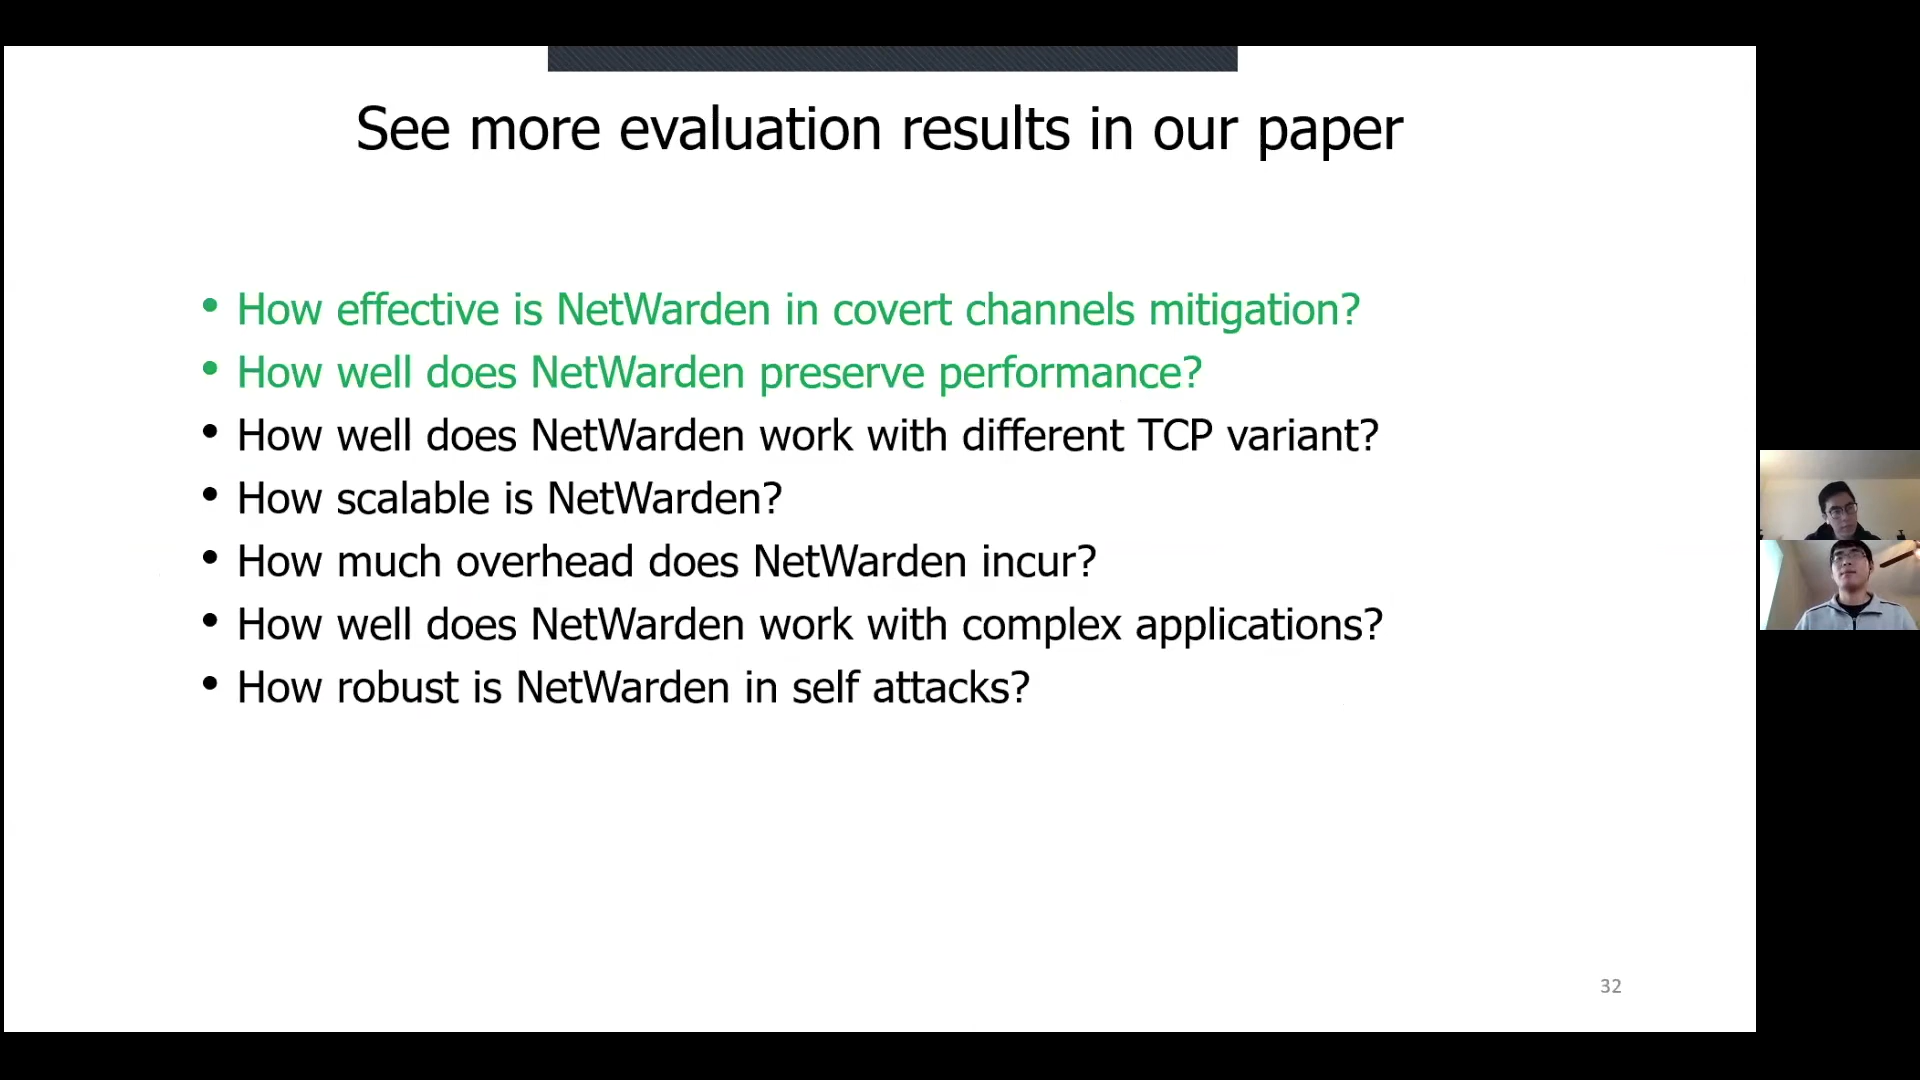 See more evaluation results in our paper
• How effective is NetWarden in covert channels mitigation?
• How well does NetWarden preserve performance?
• How well does NetWarden work with different TCP variant?
• How scalable is NetWarden?
• How much overhead does NetWarden incur?
• How well does NetWarden work with complex applications?
• How robust is NetWarden in self attacks?
32